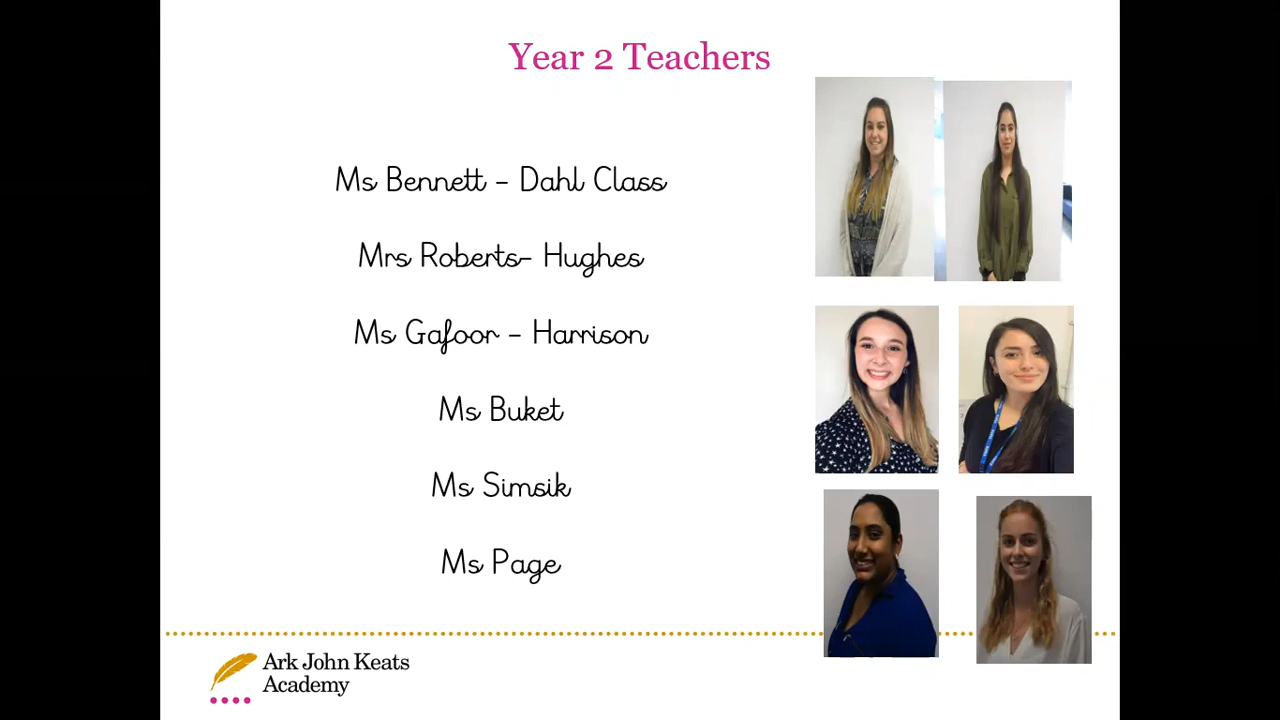 Year 2 Teachers
Ms Bennett - Dahl Class
Mrs Roberts- Hughes
Ms Gafoor - Harrison
Ms Buket
Ms Simsik
Ms Page
Ark John Keats
Academy